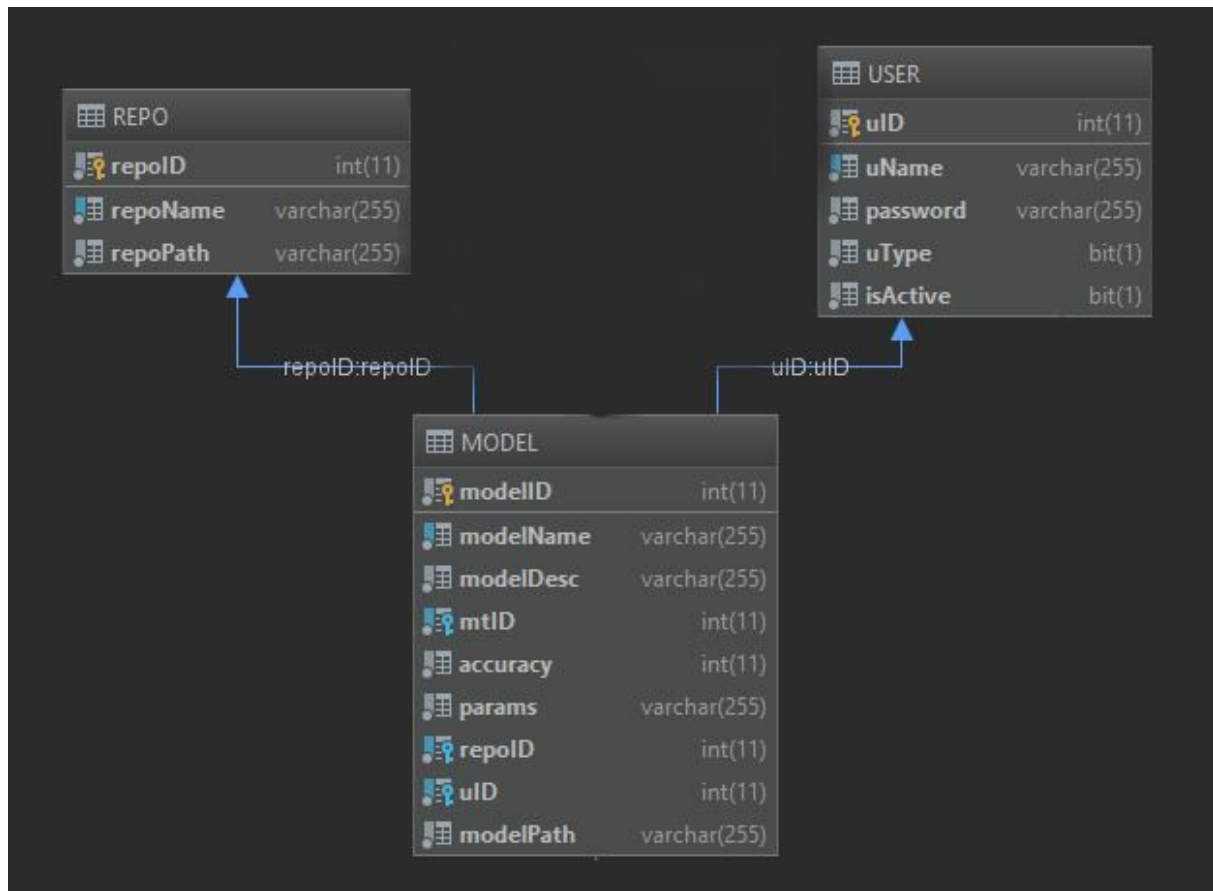 REPO
repoID int(11)
repoName varchar(255)
repoPath varchar(255)
USER
uID int(11)
uName varchar(255)
password varchar(255)
uType bit(1)
isActive bit(1)
repoID:repoID
uID:uID
MODEL
modelID int(11)
modelName varchar(255)
modelDesc varchar(255)
mtID int(11)
accuracy int(11)
params varchar(255)
repoID int(11)
uID int(11)
modelPath varchar(255)